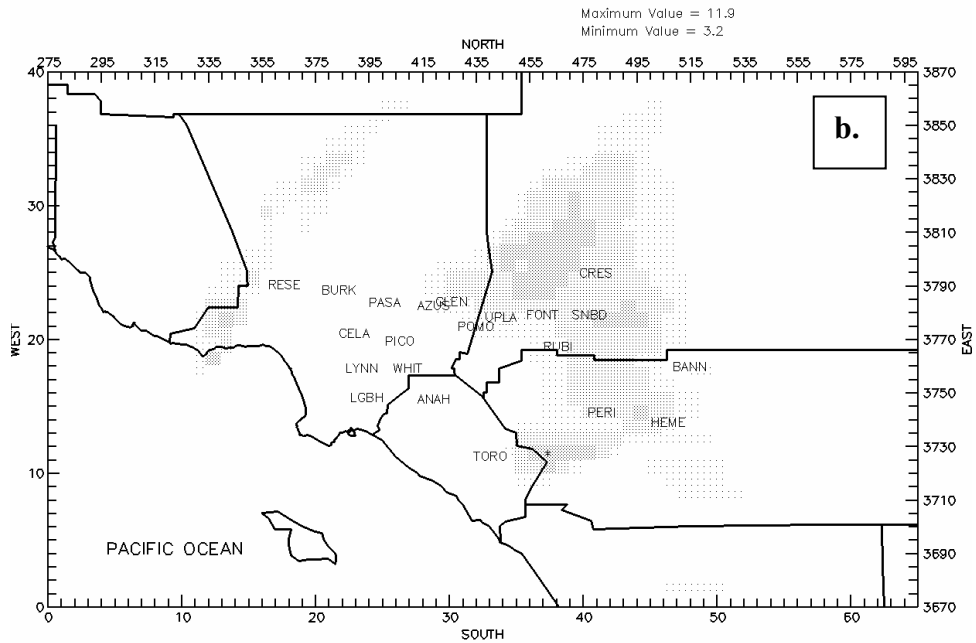 Maximum Value = 11.9
Minimum Value = 3.2
NORTH
275 295 315 335 355 375 395 415 435 455 475 495 515 535 555 575 595
40 3870
b.
3850
3830
30
3810
CRES
RESE BURK 3790
PASA AZUS GLEN
UPLA FONT SNBD
POMO
CELA PICO 3770
WEST 20 RUBI EAST
LYNN WHIT BANN
LGBH ANAH 3750
PERI HEME
TORO * 3730
10
3710
PACIFIC OCEAN 3690
0 3670
0 10 20 30 40 50 60
SOUTH